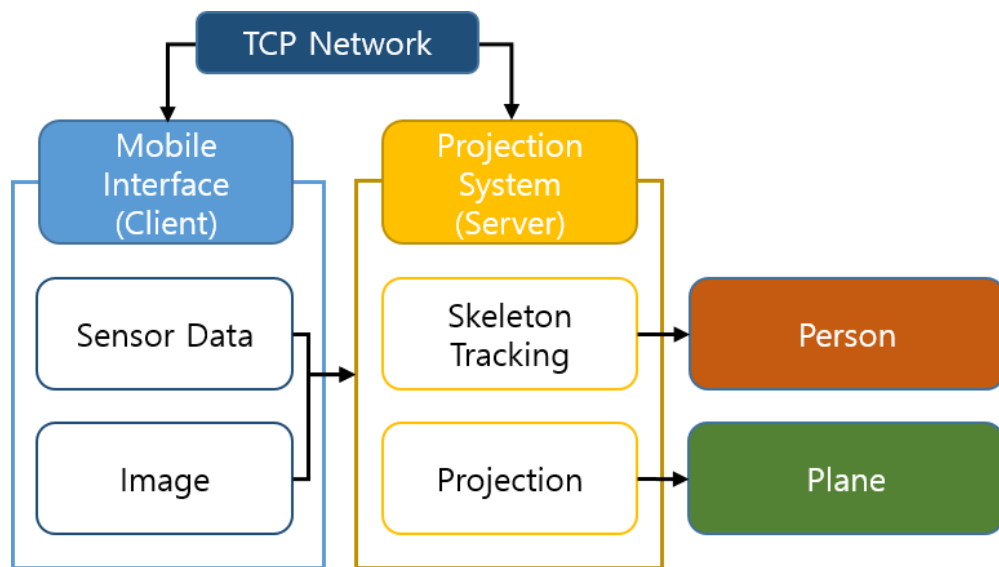 TCP Network
Mobile
Interface
(Client)
Projection
System
(Server)
Sensor Data
Skeleton
Tracking
Person
Image
Projection
Plane